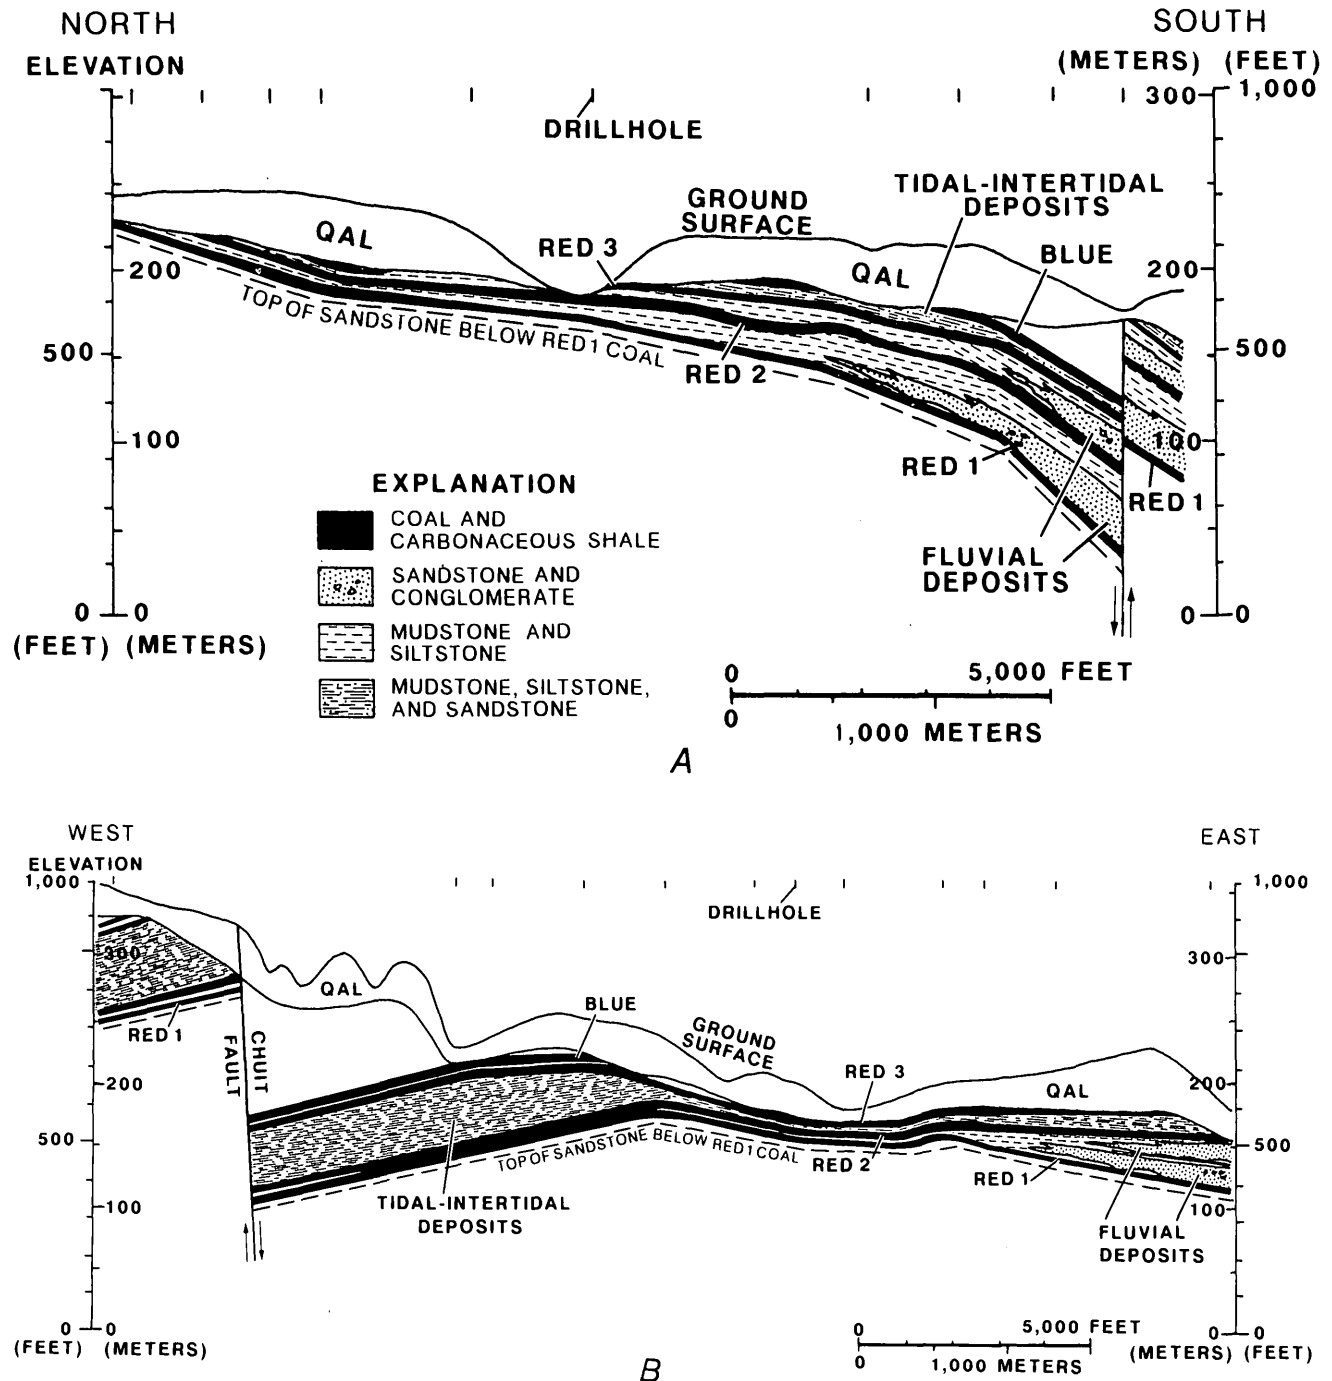 NORTH
SOUTH
ELEVATION
(METERS) (FEET)
300 1,000
DRILLHOLE
TIDAL-INTERTIDAL
DEPOSITS
GROUND
SURFACE
QAL
RED 3
BLUE
QAL
200
200
TOP OF SANDSTONE BELOW RED 1 COAL
500
500
RED 2
100
100
RED 1
RED 1
EXPLANATION
COAL AND
CARBONACEOUS SHALE
SANDSTONE AND
CONGLOMERATE
MUDSTONE AND
SILTSTONE
MUDSTONE, SILTSTONE,
AND SANDSTONE
FLUVIAL
DEPOSITS
0 0
0 0
(FEET) (METERS)
0 5,000 FEET
0 1,000 METERS
A
WEST
EAST
ELEVATION
1,000
1,000
DRILLHOLE
300
300
QAL
BLUE
RED 1
CHUIT
FAULT
GROUND
SURFACE
RED 3
QAL
200
200
500
500
TOP OF SANDSTONE BELOW RED 1 COAL
RED 2
RED 1
100
100
TIDAL-INTERTIDAL
DEPOSITS
FLUVIAL
DEPOSITS
0 0
0 0
(FEET) (METERS)
0 5,000 FEET
0 1,000 METERS
(METERS) (FEET)
B